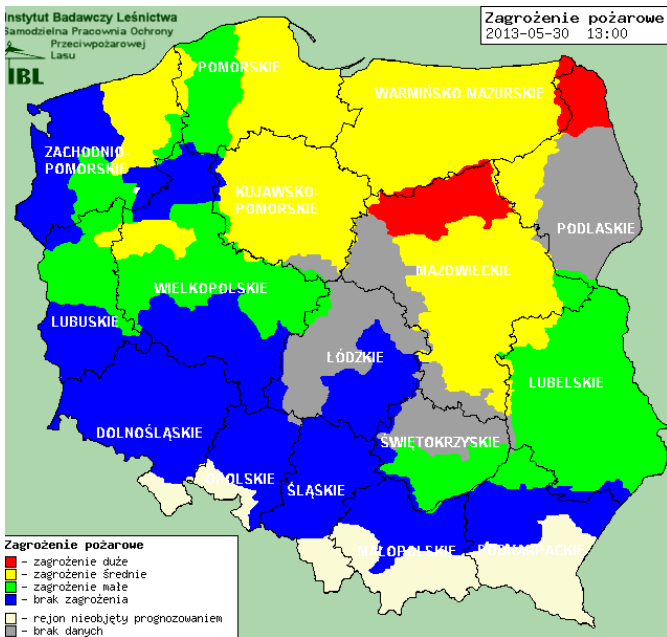 Instytut Badawczy Leśnictwa
Samodzielna Pracownia Ochrony
Przeciwpożarowej
Lasu
IBL
Zagrożenie pożarowe
2013-05-30 13:00
POMORSKIE
WARMIŃSKO-MAZURSKIE
ZACHODNIO-
POMORSKIE
KUJAWSKO-
POMORSKIE
PODLASKIE
MAZOWIECKIE
WIELKOPOLSKIE
LUBUSKIE
ŁÓDZKIE
LUBELSKIE
DOLNOŚLĄSKIE
ŚWIĘTOKRZYSKIE
OPOLSKIE
ŚLĄSKIE
MAŁOPOLSKIE
PODKARPACKIE
Zagrożenie pożarowe
- zagrożenie duże
- zagrożenie średnie
- zagrożenie małe
- brak zagrożenia
- rejon nieobjęty prognozowaniem
- brak danych